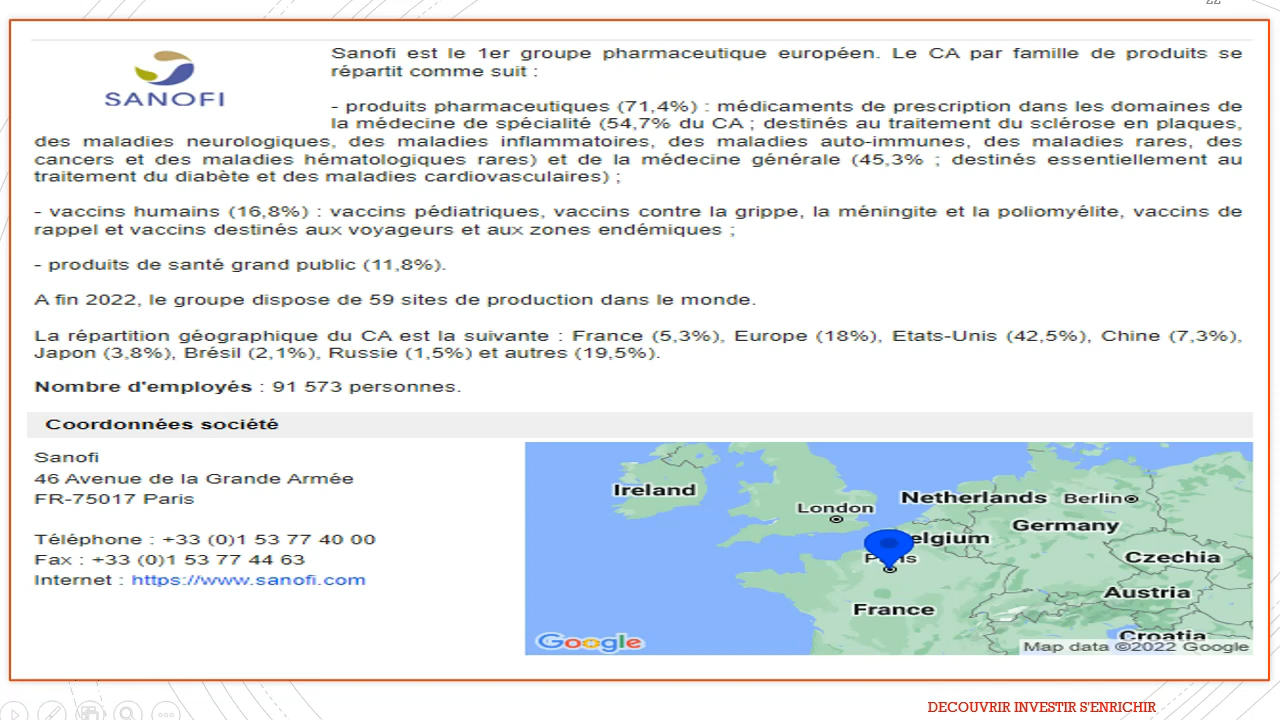 22
SANOFI
Sanofi est le 1er groupe pharmaceutique européen. Le CA par famille de produits se
répartit comme suit :
- produits pharmaceutiques (71,4%) : médicaments de prescription dans les domaines de
la médecine de spécialité (54,7% du CA ; destinés au traitement du sclérose en plaques,
des maladies neurologiques, des maladies inflammatoires, des maladies auto-immunes, des maladies rares, des
cancers et des maladies hématologiques rares) et de la médecine générale (45,3% ; destinés essentiellement au
traitement du diabète et des maladies cardiovasculaires) ;
- vaccins humains (16,8%) : vaccins pédiatriques, vaccins contre la grippe, la méningite et la poliomyélite, vaccins de
rappel et vaccins destinés aux voyageurs et aux zones endémiques ;
- produits de santé grand public (11,8%).
A fin 2022, le groupe dispose de 59 sites de production dans le monde.
La répartition géographique du CA est la suivante : France (5,3%), Europe (18%), Etats-Unis (42,5%), Chine (7,3%),
Japon (3,8%), Brésil (2,1%), Russie (1,5%) et autres (19,5%).
Nombre d'employés : 91 573 personnes.
Coordonnées société
Sanofi
46 Avenue de la Grande Armée
FR-75017 Paris
Téléphone : +33 (0)1 53 77 40 00
Fax : +33 (0)1 53 77 44 63
Internet : https://www.sanofi.com
Ireland
London
Netherlands
Berlin
Germany
elgium
Paris
Czechia
Austria
France
Croatia
Google
Map data ©2022 Google
DECOUVRIR INVESTIR S'ENRICHIR